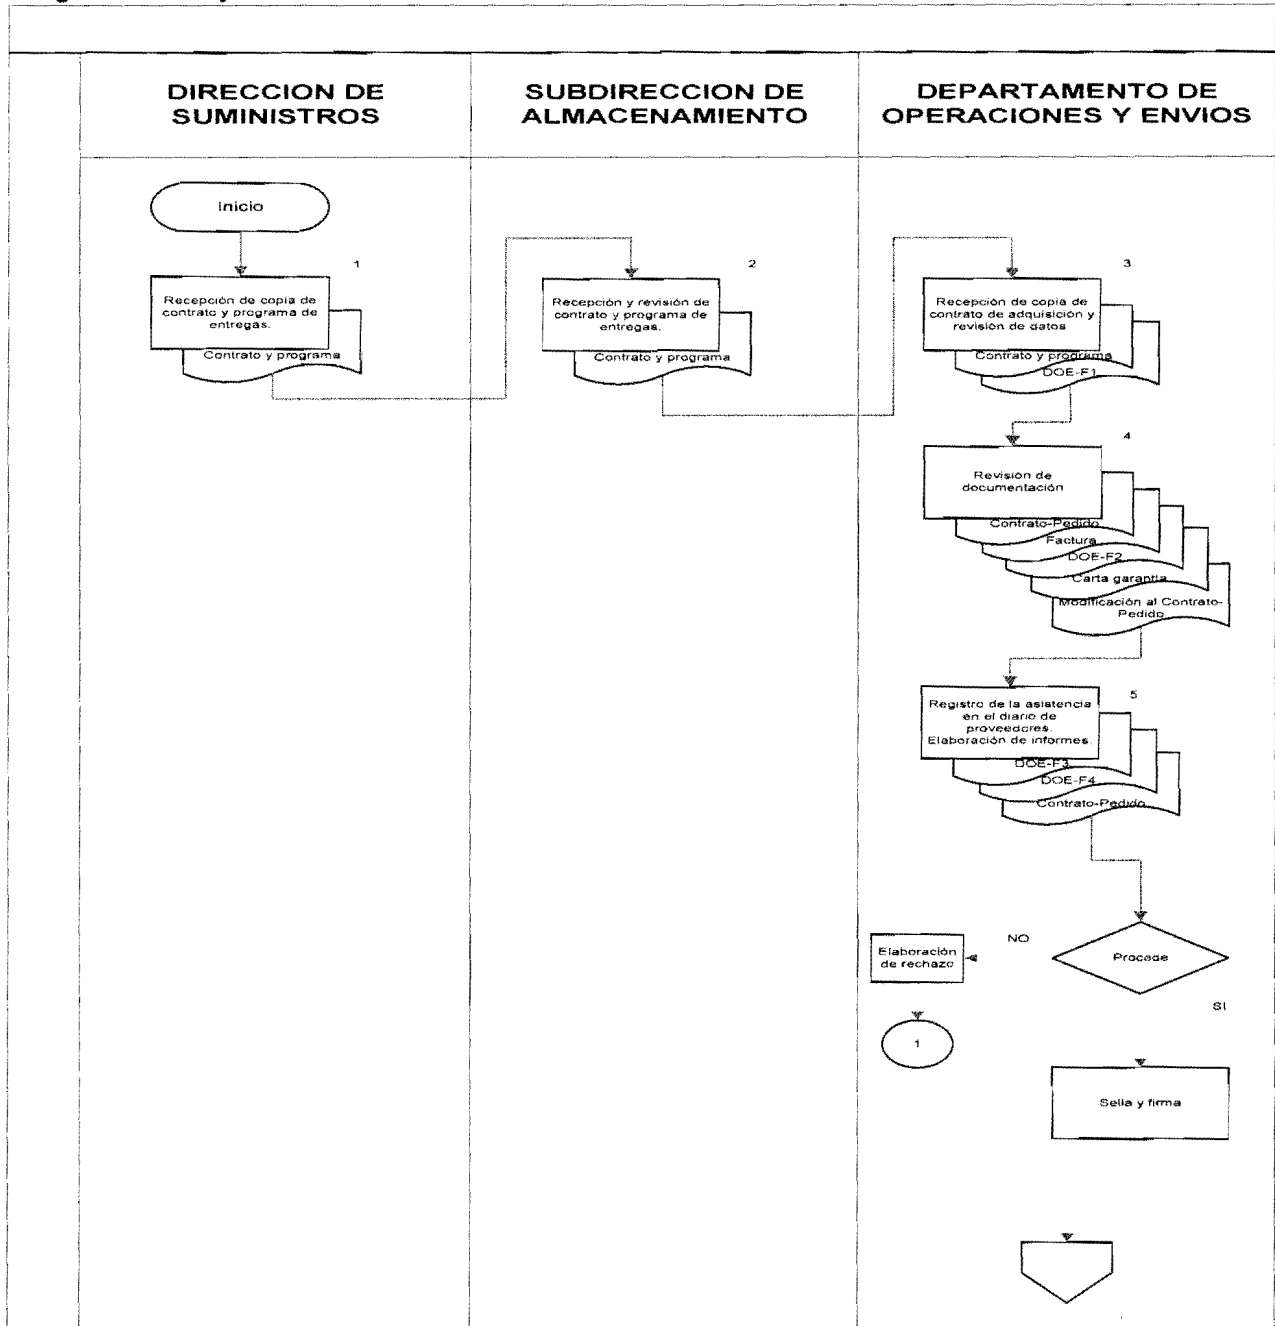 DIRECCION DE
SUMINISTROS
SUBDIRECCION DE
ALMACENAMIENTO
DEPARTAMENTO DE
OPERACIONES Y ENVIOS
Inicio
1
Recepción de copia de
contrato y programa de
entregas.
Contrato y programa
2
Recepción y revisión de
contrato y programa de
entregas.
Contrato y programa
3
Recepción de copia de
contrato de adquisición y
revisión de datos
Contrato y programa
DOE-F1
4
Revisión de
documentación
Contrato-Pedido
Factura
DOE-F2
Carta garantía
Modificación al Contrato-
Pedido
5
Registro de la asistencia
en el diario de
proveedores.
Elaboración de informes.
DOE-F3
DOE-F4
Contrato-Pedido
NO
Elaboración
de rechazo
Procede
SI
1
Sella y firma